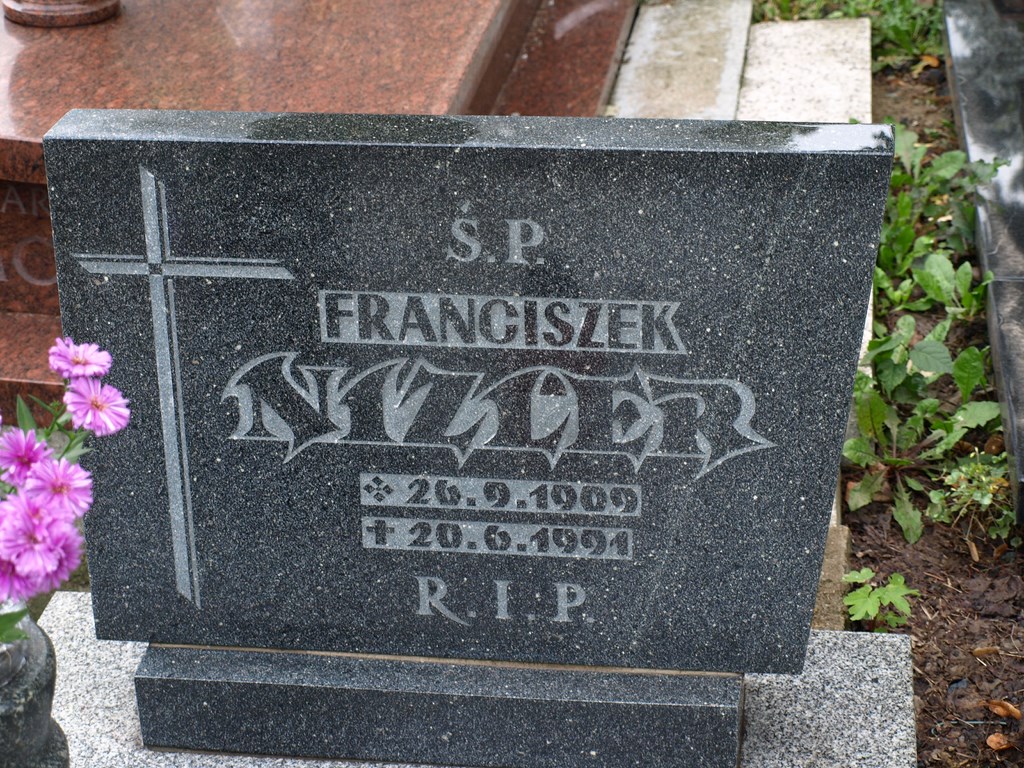 Ś.P.
FRANCISZEK
✣ 26.9.1909
✝ 20.6.1991
R.I.P.